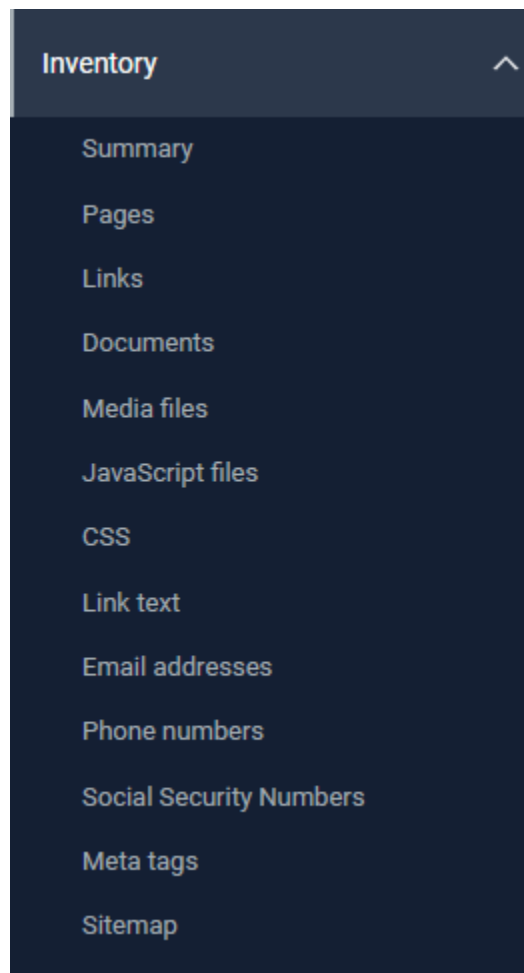 Inventory
Summary
Pages
Links
Documents
Media files
JavaScript files
CSS
Link text
Email addresses
Phone numbers
Social Security Numbers
Meta tags
Sitemap